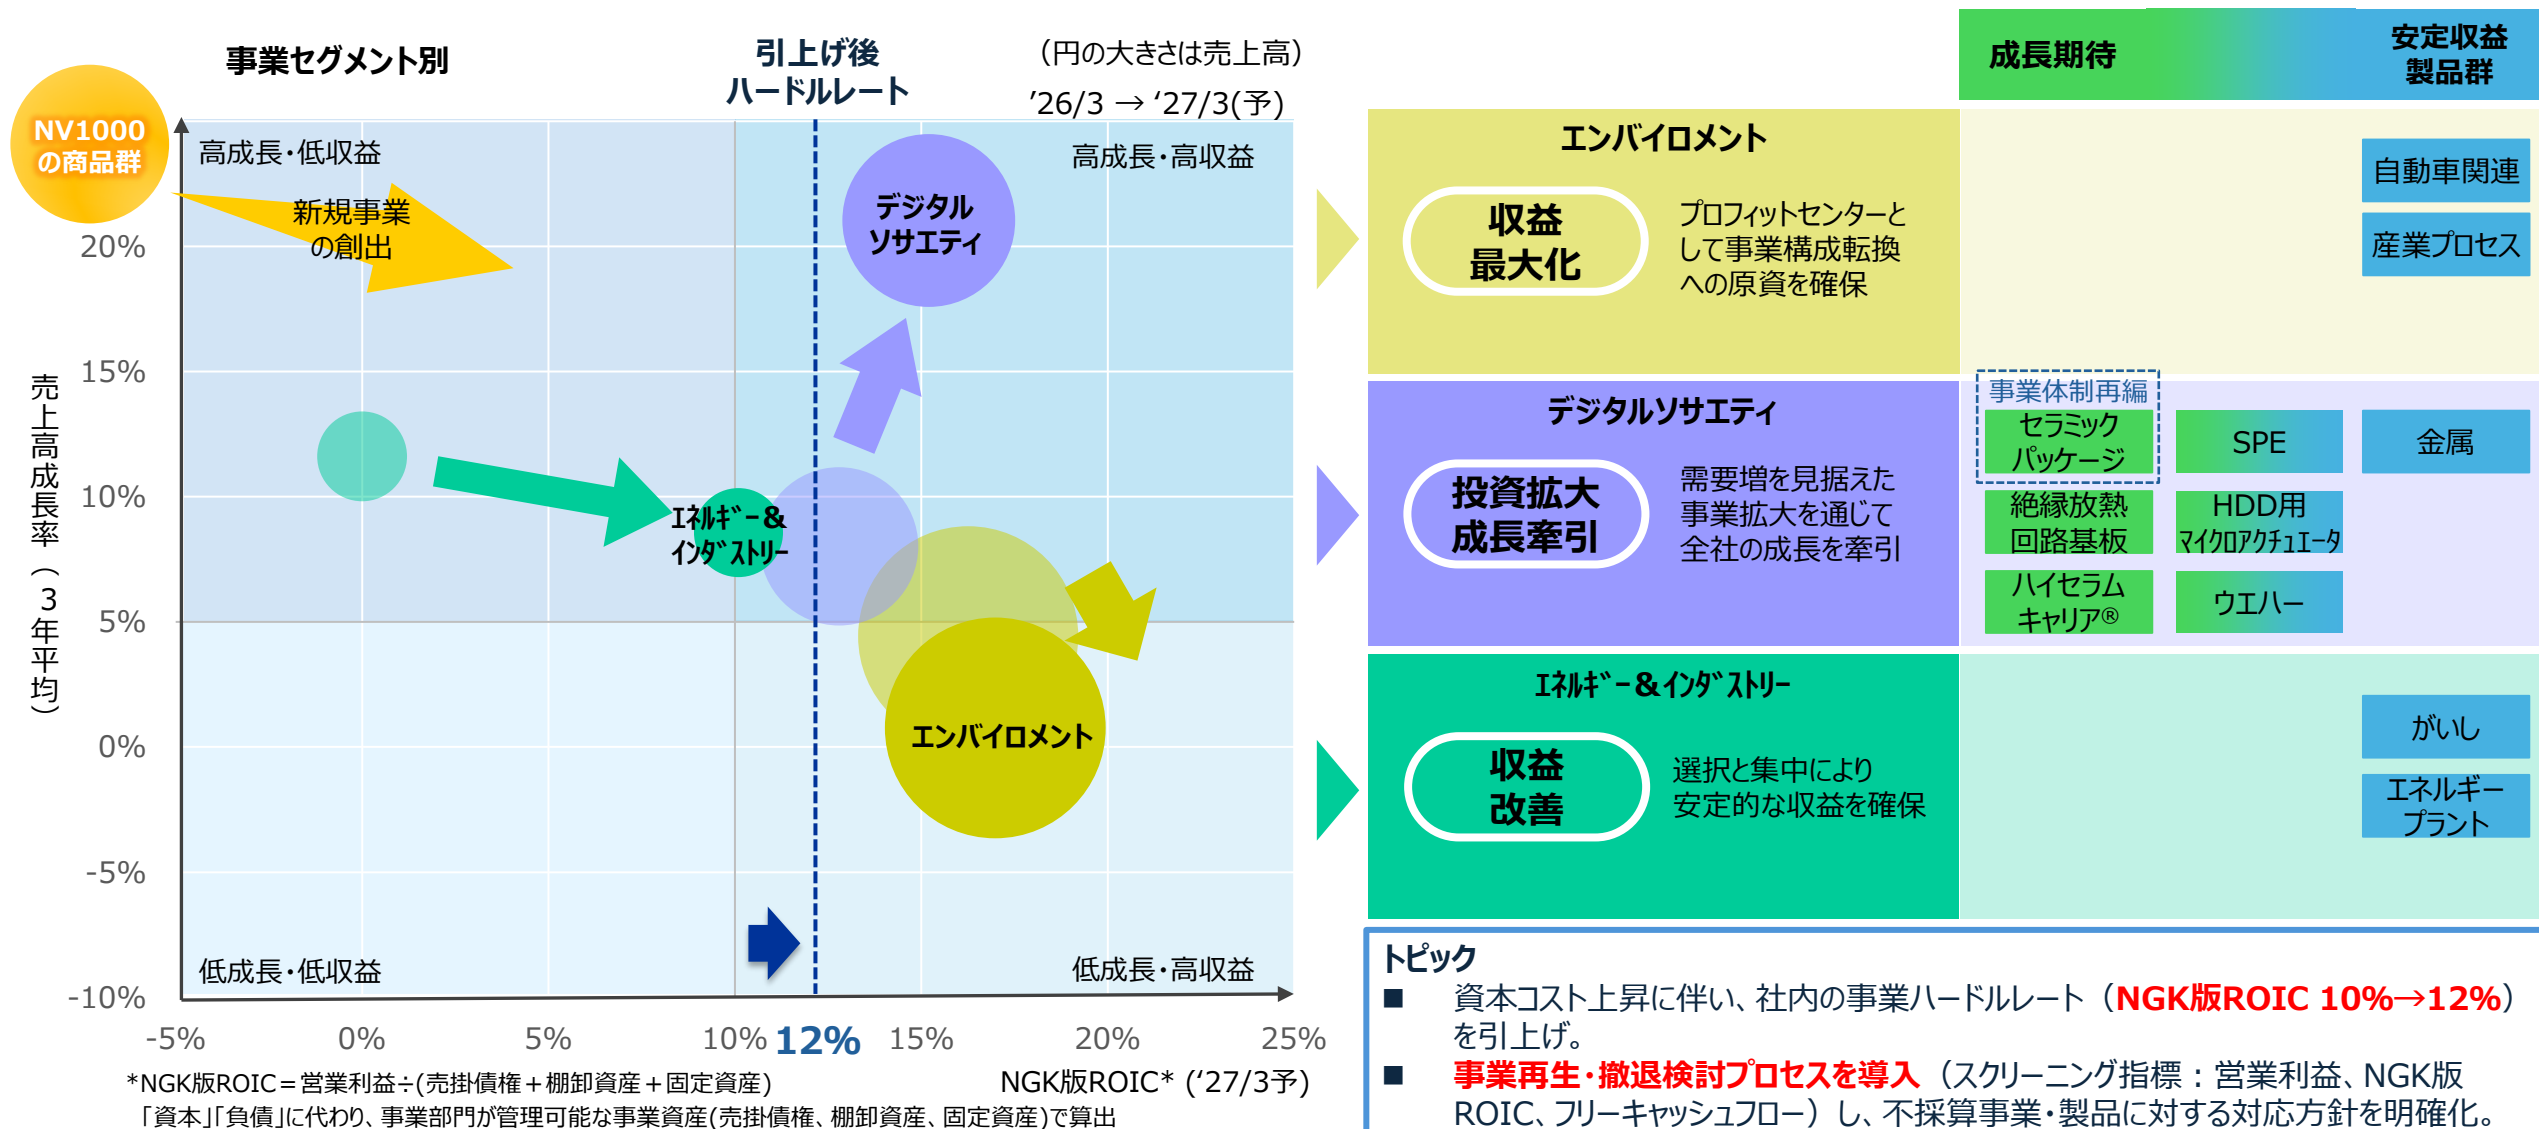 事業セグメント別
引上げ後
ハードルレート
（円の大きさは売上高）
’26/3 → ‘27/3(予)
NV1000
の商品群
高成長・低収益
高成長・高収益
新規事業
の創出
デジタル
ソサエティ
エネルギー＆
インダストリー
エンバイロメント
低成長・低収益
低成長・高収益
売上高成長率（３年平均）
20%
15%
10%
5%
0%
-5%
-10%
-5%
0%
5%
10%
12%
15%
20%
25%
NGK版ROIC* (‘27/3予)
*NGK版ROIC＝営業利益÷(売掛債権＋棚卸資産＋固定資産)
「資本」「負債」に代わり、事業部門が管理可能な事業資産(売掛債権、棚卸資産、固定資産)で算出
成長期待
安定収益
製品群
エンバイロメント
収益
最大化
プロフィットセンターと
して事業構成転換
への原資を確保
自動車関連
産業プロセス
デジタルソサエティ
投資拡大
成長牽引
需要増を見据えた
事業拡大を通じて
全社の成長を牽引
事業体制再編
セラミック
パッケージ
SPE
金属
絶縁放熱
回路基板
HDD用
マイクロアクチュエータ
ハイセラム
キャリア®
ウエハー
エネルギー＆インダストリー
収益
改善
選択と集中により
安定的な収益を確保
がいし
エネルギー
プラント
トピック
■ 資本コスト上昇に伴い、社内の事業ハードルレート（NGK版ROIC 10%→12%）
を引上げ。
■ 事業再生・撤退検討プロセスを導入（スクリーニング指標：営業利益、NGK版
ROIC、フリーキャッシュフロー）し、不採算事業・製品に対する対応方針を明確化。